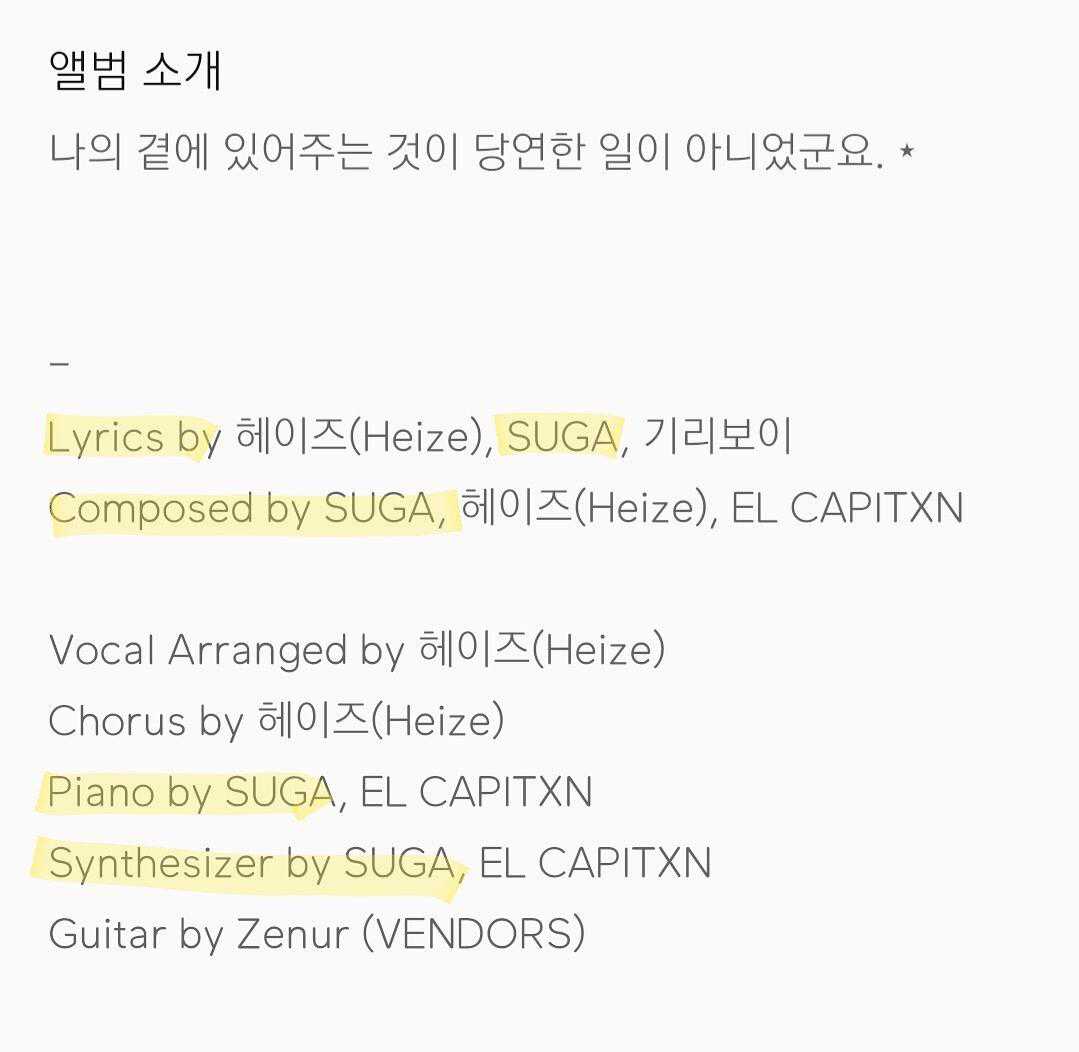 앨범 소개
나의 곁에 있어주는 것이 당연한 일이 아니었군요. ⋆
–
Lyrics by 헤이즈(Heize), SUGA, 기리보이
Composed by SUGA, 헤이즈(Heize), EL CAPITXN
Vocal Arranged by 헤이즈(Heize)
Chorus by 헤이즈(Heize)
Piano by SUGA, EL CAPITXN
Synthesizer by SUGA, EL CAPITXN
Guitar by Zenur (VENDORS)